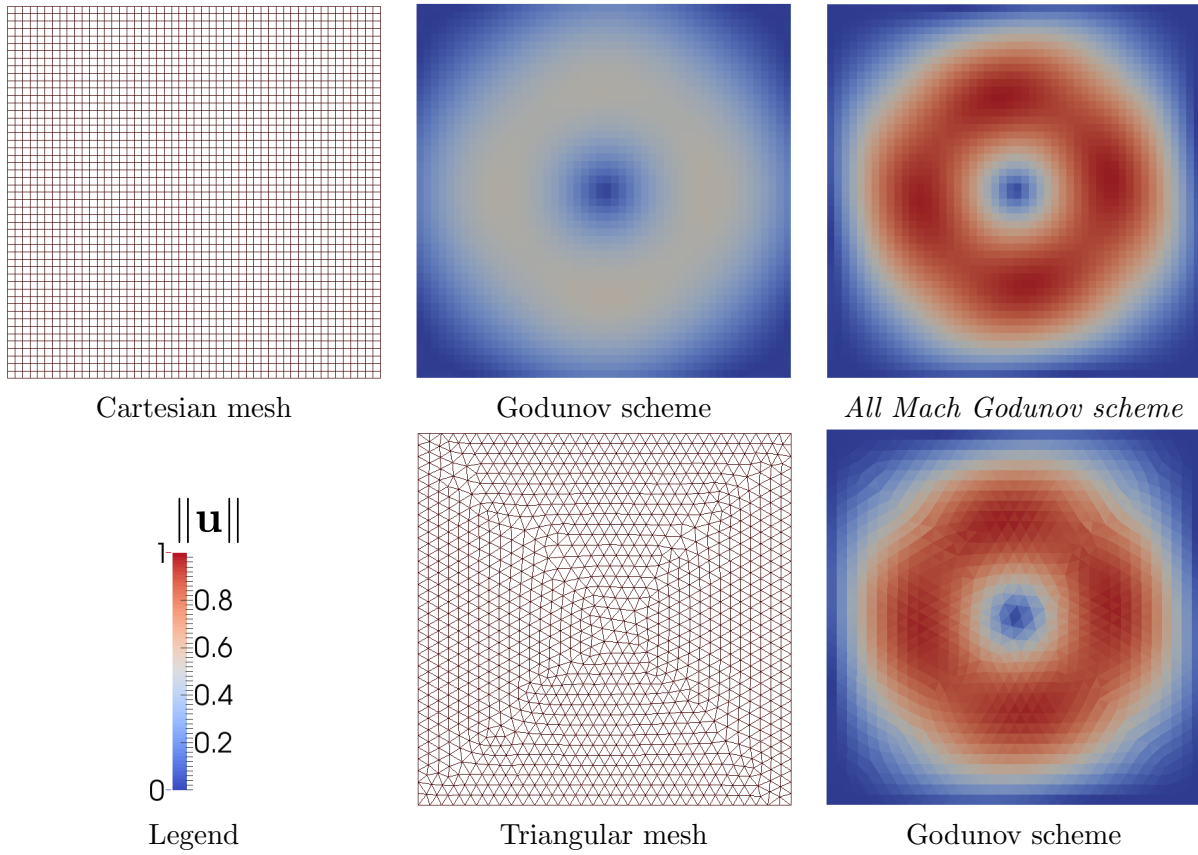 Cartesian mesh
Godunov scheme
All Mach Godunov scheme
||u||
1
0.8
0.6
0.4
0.2
0
Legend
Triangular mesh
Godunov scheme